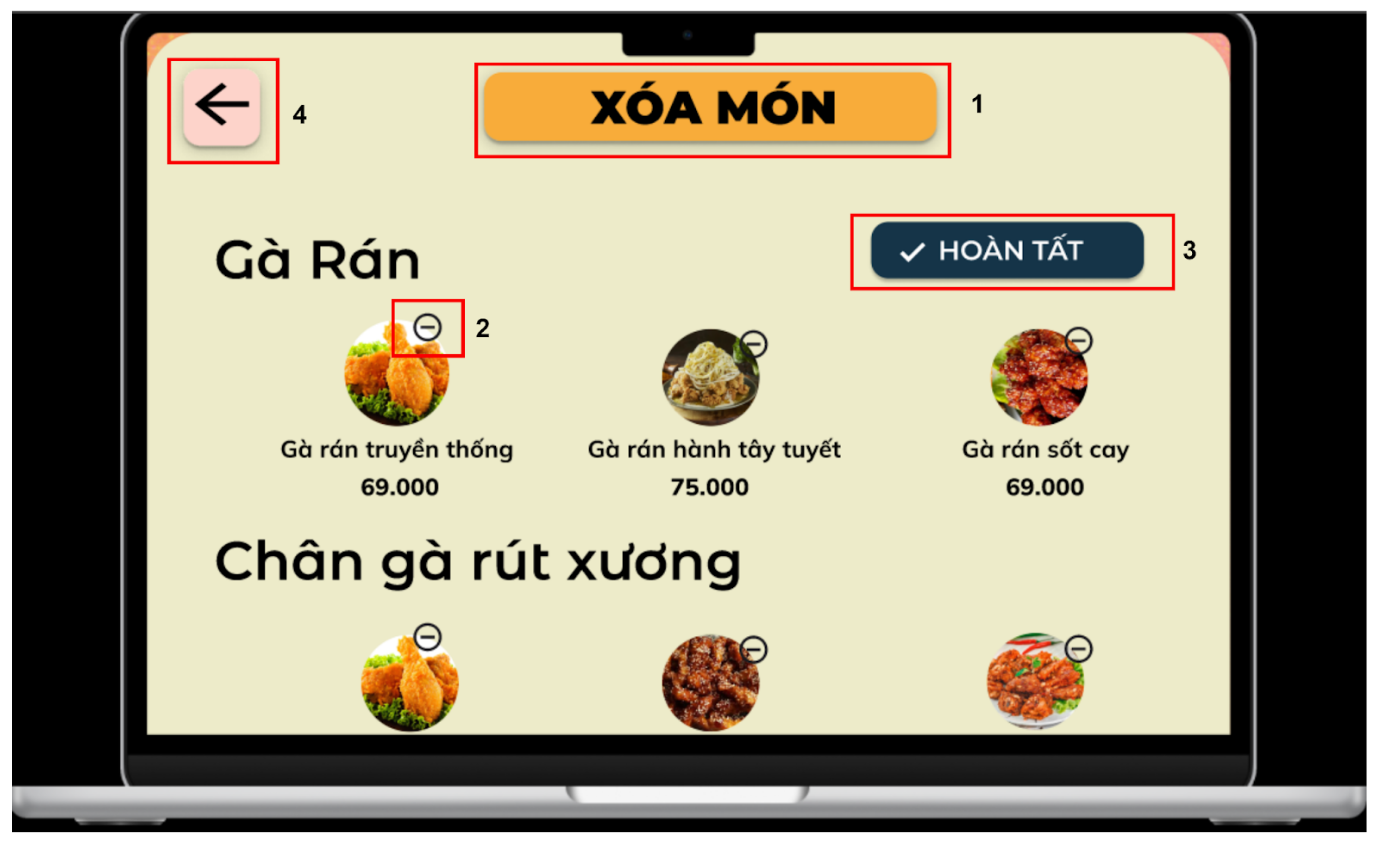 4
XÓA MÓN
1
Gà Rán
HOÀN TẤT
3
2
Gà rán truyền thống
Gà rán hành tây tuyết
Gà rán sốt cay
69.000
75.000
69.000
Chân gà rút xương